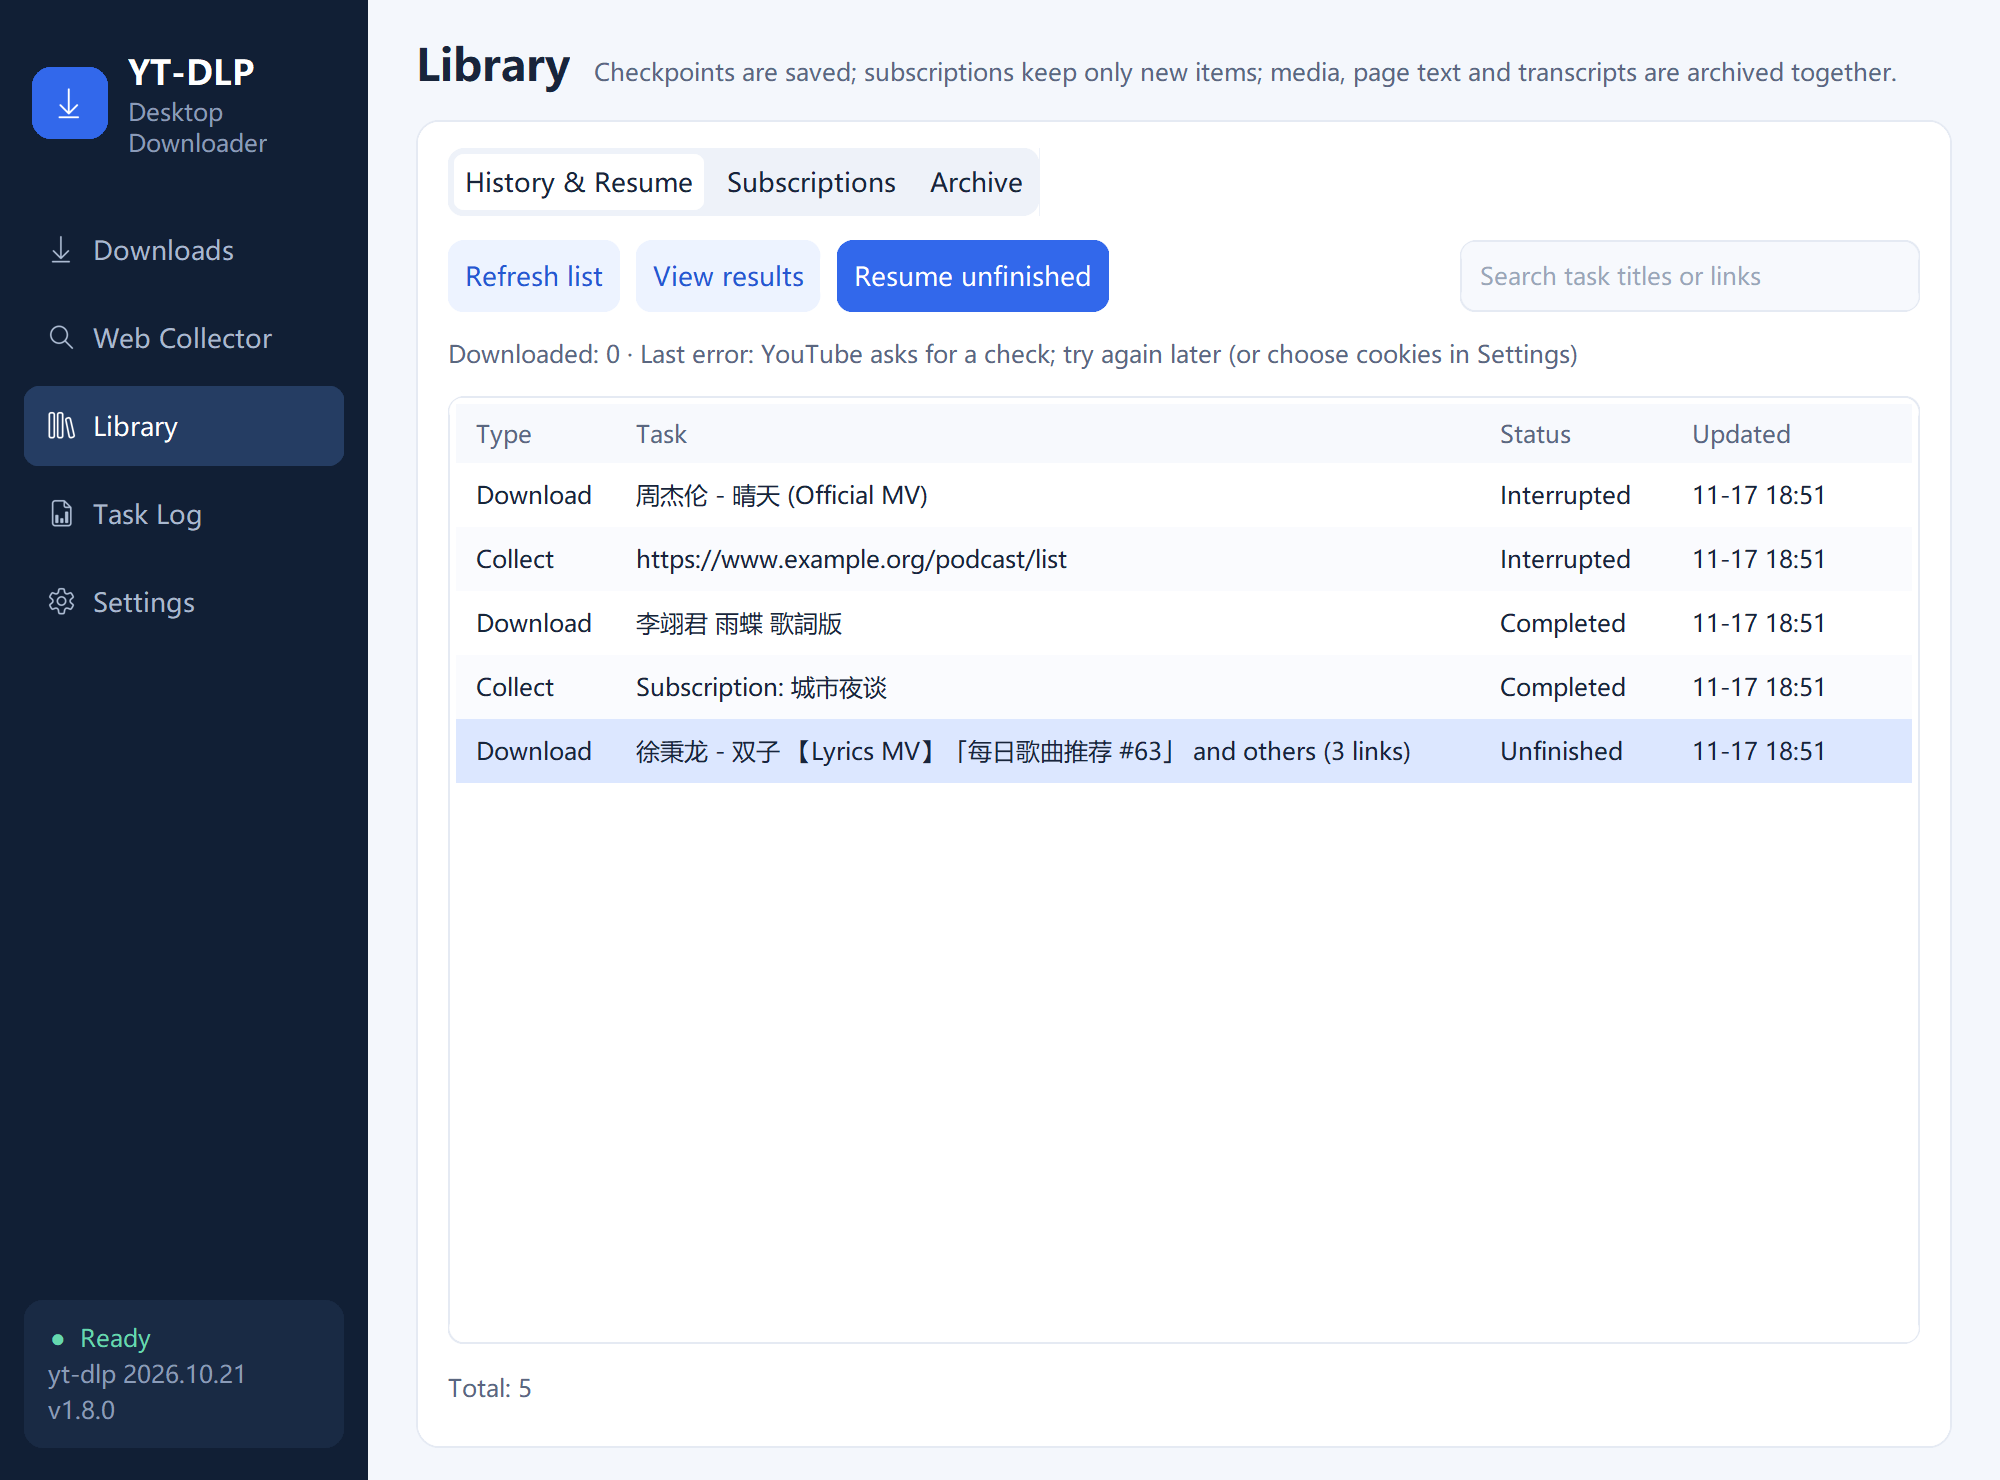 YT-DLP
Desktop
Downloader
Downloads
Web Collector
Library
Task Log
Settings
Ready
yt-dlp 2026.10.21
v1.8.0
Library
Checkpoints are saved; subscriptions keep only new items; media, page text and transcripts are archived together.
History & Resume Subscriptions Archive
Refresh list View results Resume unfinished Search task titles or links
Downloaded: 0 · Last error: YouTube asks for a check; try again later (or choose cookies in Settings)
Type Task Status Updated
Download 周杰伦 - 晴天 (Official MV) Interrupted 11-17 18:51
Collect https://www.example.org/podcast/list Interrupted 11-17 18:51
Download 李翊君 雨蝶 歌詞版 Completed 11-17 18:51
Collect Subscription: 城市夜谈 Completed 11-17 18:51
Download 徐秉龙 - 双子 【Lyrics MV】「每日歌曲推荐 #63」 and others (3 links) Unfinished 11-17 18:51
Total: 5